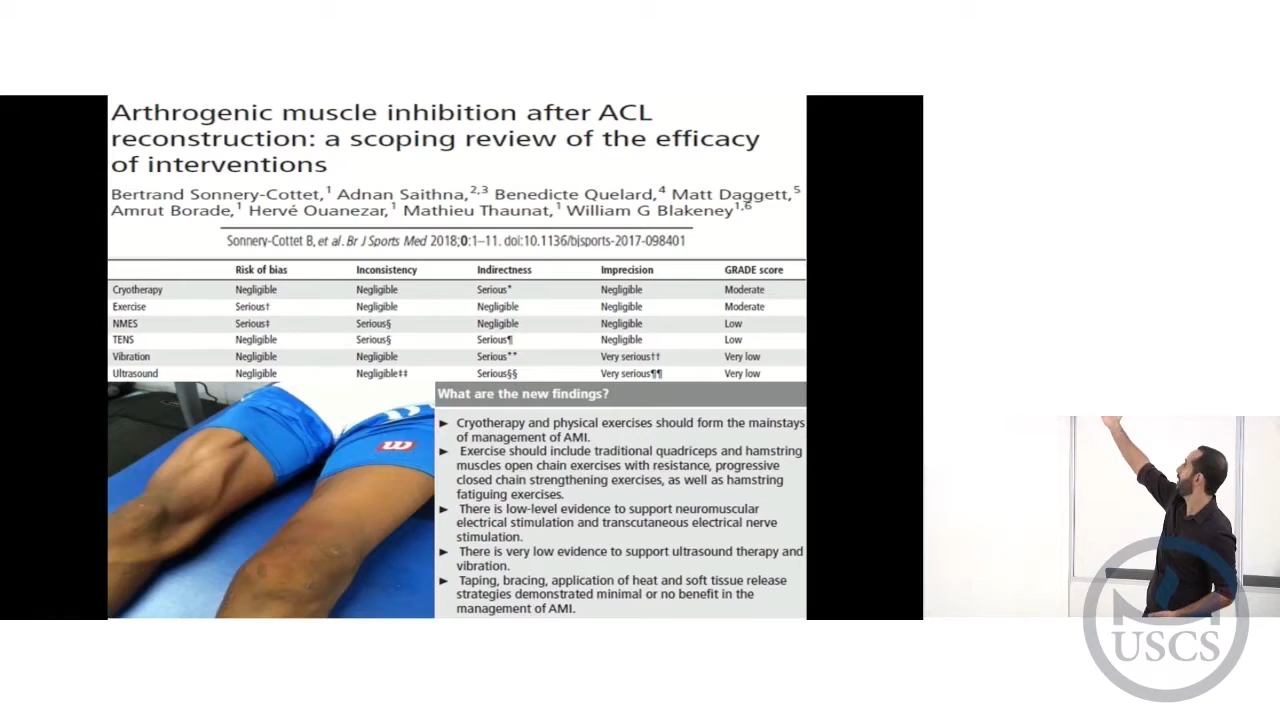 Arthrogenic muscle inhibition after ACL
reconstruction: a scoping review of the efficacy
of interventions
Bertrand Sonnery-Cottet,1 Adnan Saithna,2,3 Benedicte Quelard,4 Matt Daggett,5
Amrut Borade,1 Hervé Ouanezar,1 Mathieu Thaunat,1 William G Blakeney1,6
Sonnery-Cottet B, et al. Br J Sports Med 2018;0:1–11. doi:10.1136/bjsports-2017-098401
Risk of bias Inconsistency Indirectness Imprecision GRADE score
Cryotherapy Negligible Negligible Serious* Negligible Moderate
Exercise Serious† Negligible Negligible Negligible Moderate
NMES Serious‡ Serious§ Negligible Negligible Low
TENS Negligible Serious§ Serious¶ Negligible Low
Vibration Negligible Negligible Serious** Very serious†† Very low
Ultrasound Negligible Negligible‡‡ Serious§§ Very serious¶¶ Very low
What are the new findings?
► Cryotherapy and physical exercises should form the mainstays
of management of AMI.
► Exercise should include traditional quadriceps and hamstring
muscles open chain exercises with resistance, progressive
closed chain strengthening exercises, as well as hamstring
fatiguing exercises.
► There is low-level evidence to support neuromuscular
electrical stimulation and transcutaneous electrical nerve
stimulation.
► There is very low evidence to support ultrasound therapy and
vibration.
► Taping, bracing, application of heat and soft tissue release
strategies demonstrated minimal or no benefit in the
management of AMI.
USCS